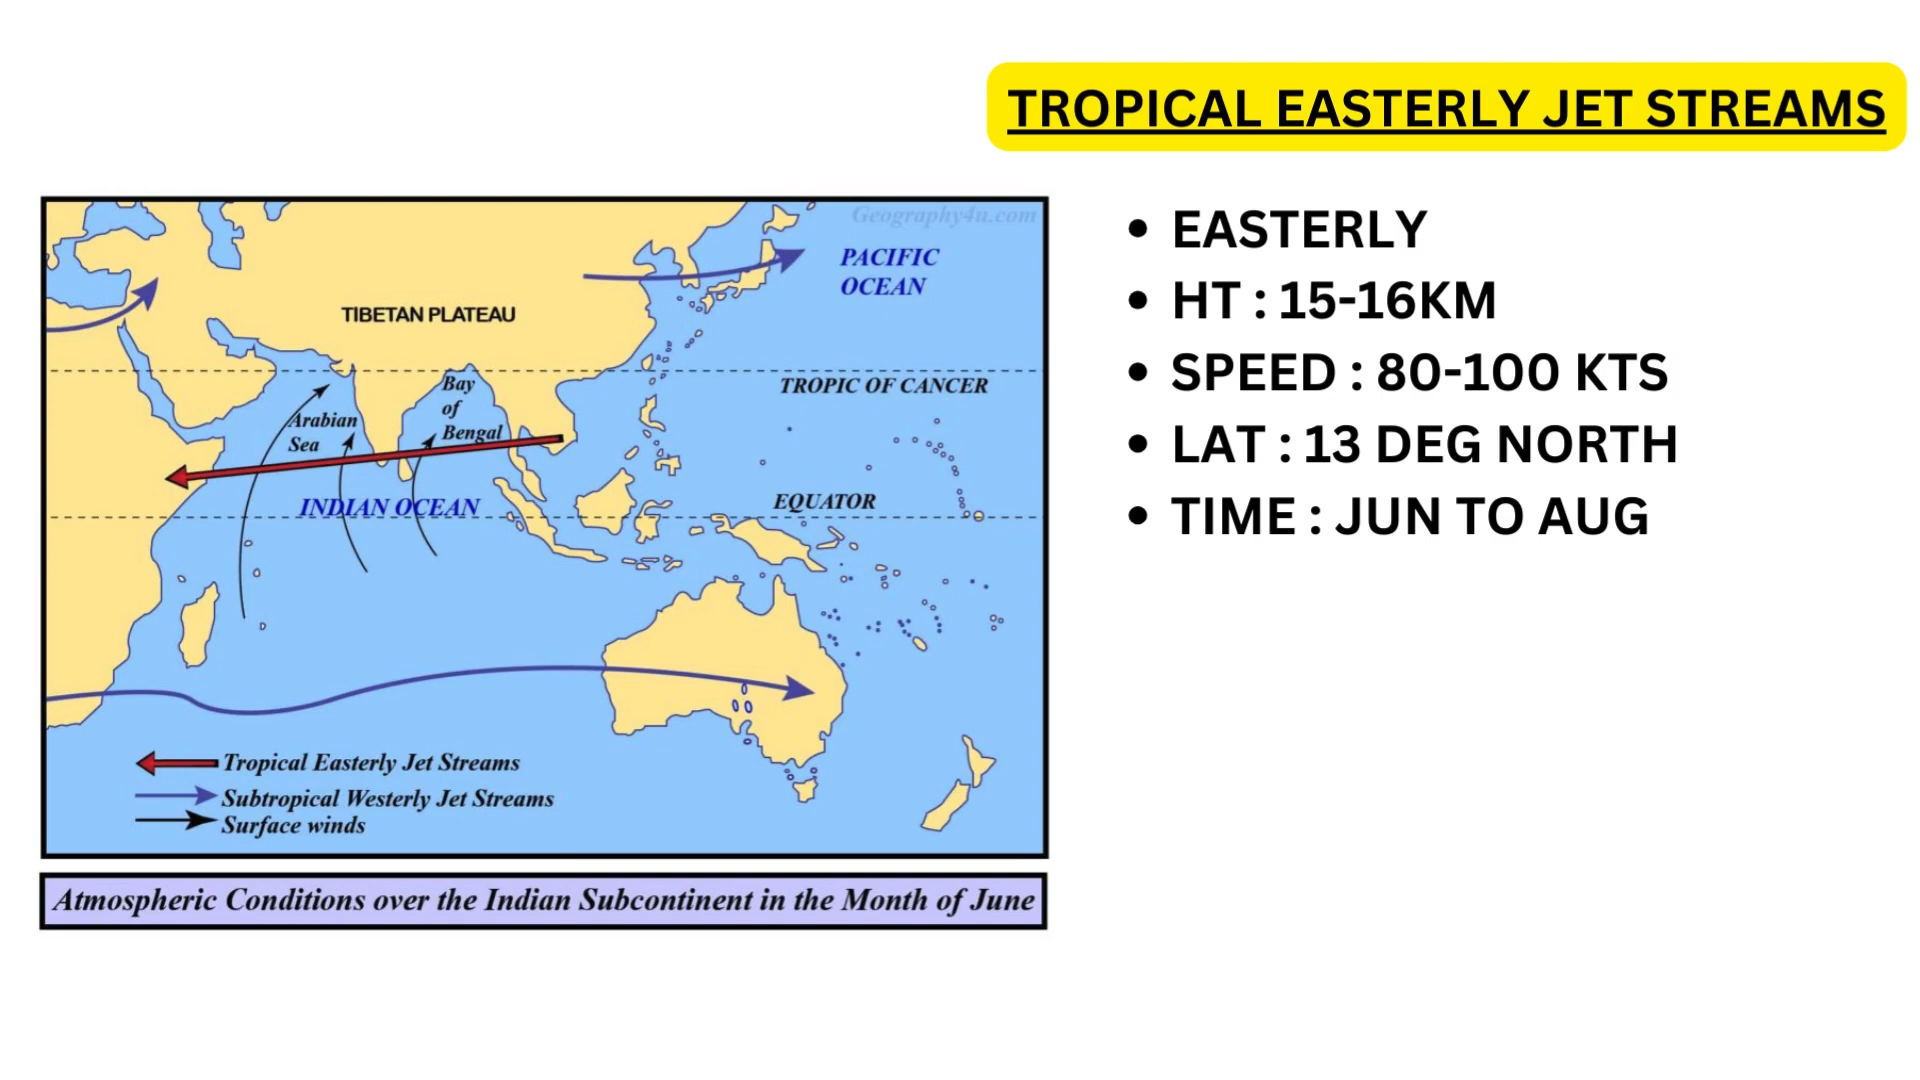 TROPICAL EASTERLY JET STREAMS
Geography4u.com
PACIFIC
OCEAN
TIBETAN PLATEAU
TROPIC OF CANCER
Bay
of
Bengal
Arabian
Sea
INDIAN OCEAN
EQUATOR
Tropical Easterly Jet Streams
Subtropical Westerly Jet Streams
Surface winds
Atmospheric Conditions over the Indian Subcontinent in the Month of June
• EASTERLY
• HT : 15-16KM
• SPEED : 80-100 KTS
• LAT : 13 DEG NORTH
• TIME : JUN TO AUG